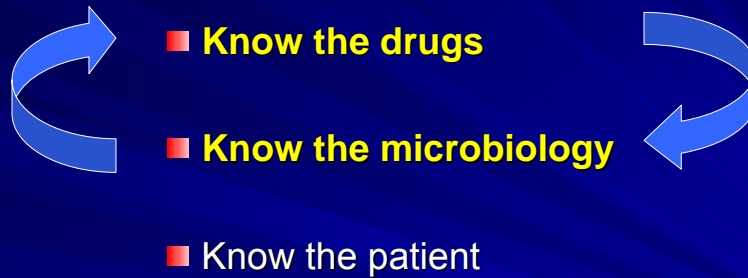 Know the drugs
Know the microbiology
Know the patient